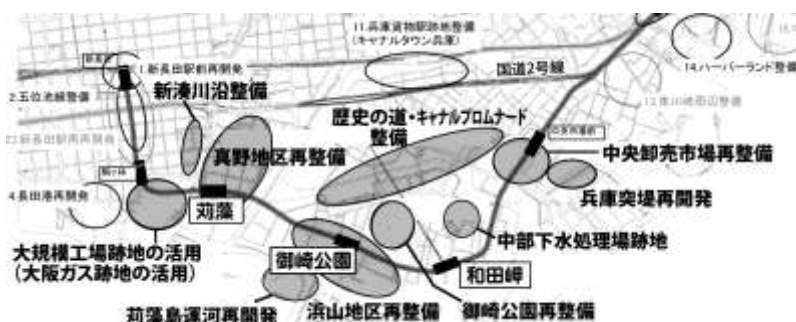 11.兵庫貨物駅跡地整備
(キャナルタウン兵庫)
国道2号線
14.ハーバーランド整備
1.新長田駅前再開発
2.五位池線整備
新湊川沿整備
歴史の道・キャナルプロムナード
整備
真野地区再整備
中央卸売市場再整備
兵庫突堤再開発
4.長田港再開発
苅藻
大規模工場跡地の活用
(大阪ガス跡地の活用)
御崎公園
中部下水処理場跡地
和田岬
苅藻島運河再開発
浜山地区再整備
御崎公園再整備